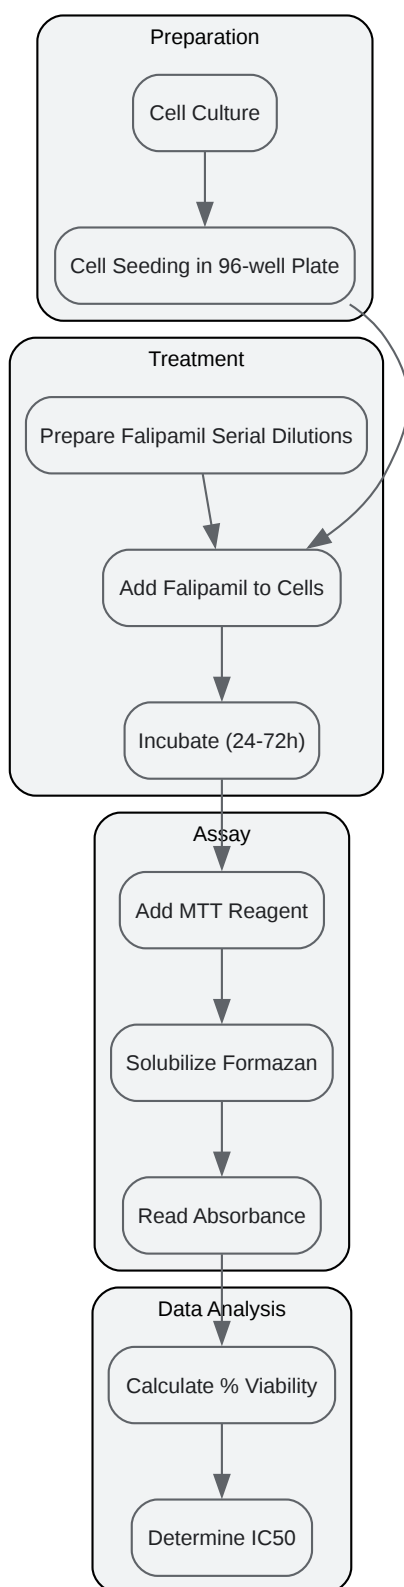 Preparation
Cell Culture
Cell Seeding in 96-well Plate
Treatment
Prepare Falipamil Serial Dilutions
Add Falipamil to Cells
Incubate (24-72h)
Assay
Add MTT Reagent
Solubilize Formazan
Read Absorbance
Data Analysis
Calculate % Viability
Determine IC50